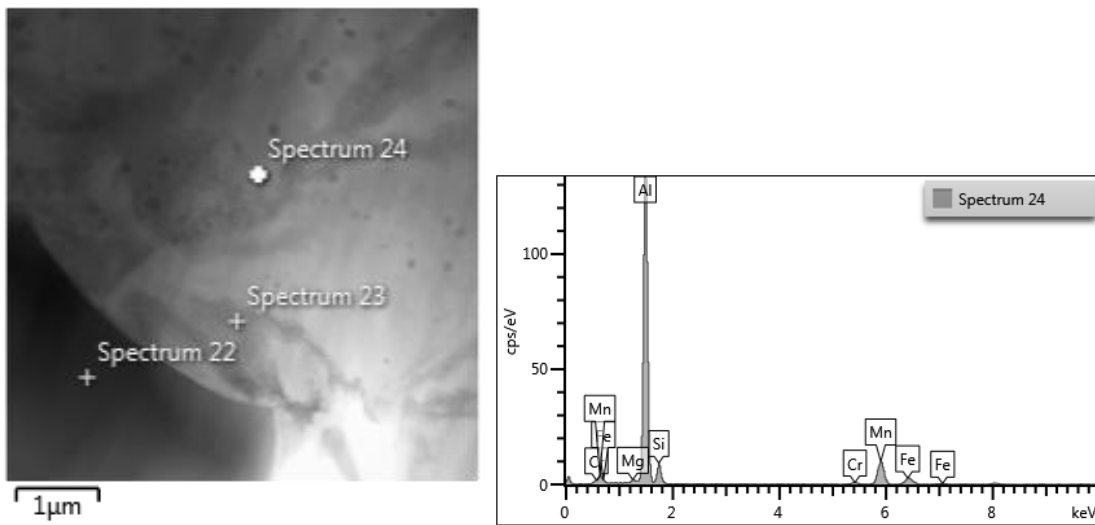 Spectrum 24
Spectrum 23
Spectrum 22
1μm
Al
Spectrum 24
100
cps/eV
50
Mn
Fe
Cr
Mg
Si
Cr
Mn
Fe
Fe
0
0
2
4
6
8
keV